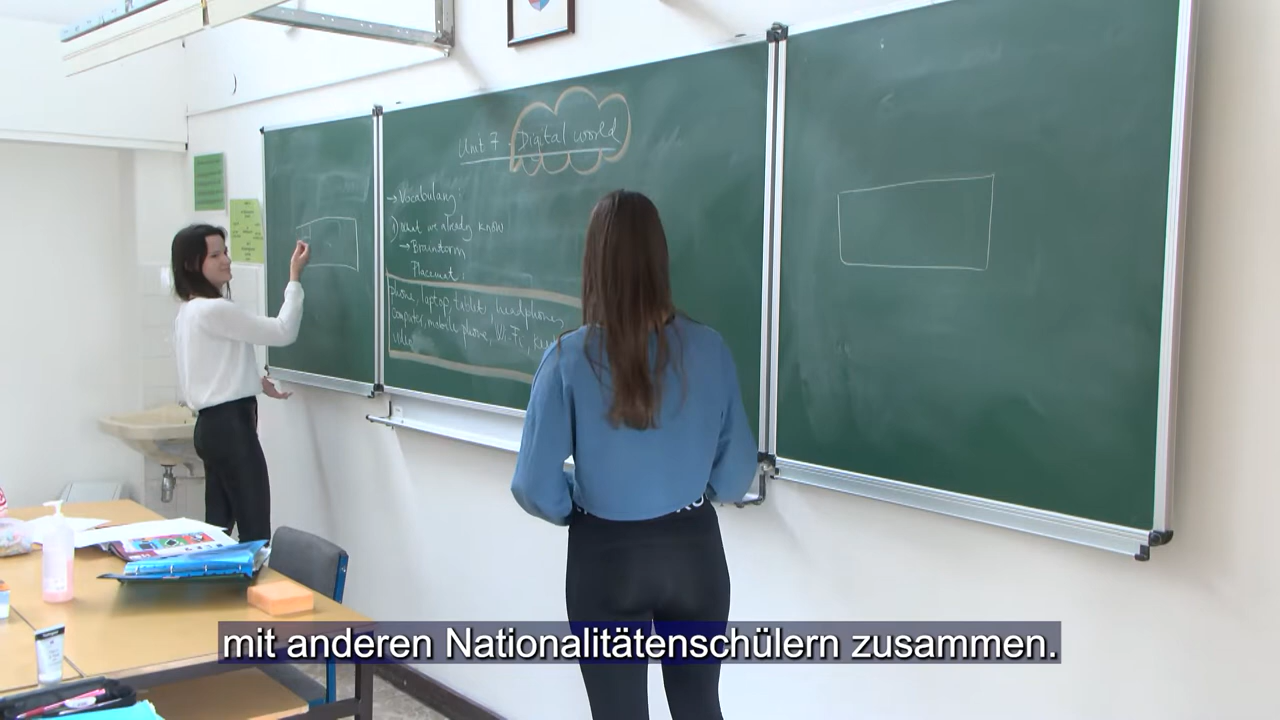 Unit 7 Digital world
→ Vocabulary:
1) what we already know
→ Brainstorm
Placemat:
phone, laptop, tablet, headphones,
computer, mobile phone, Wi-Fi,
video
mit anderen Nationalitätenschülern zusammen.